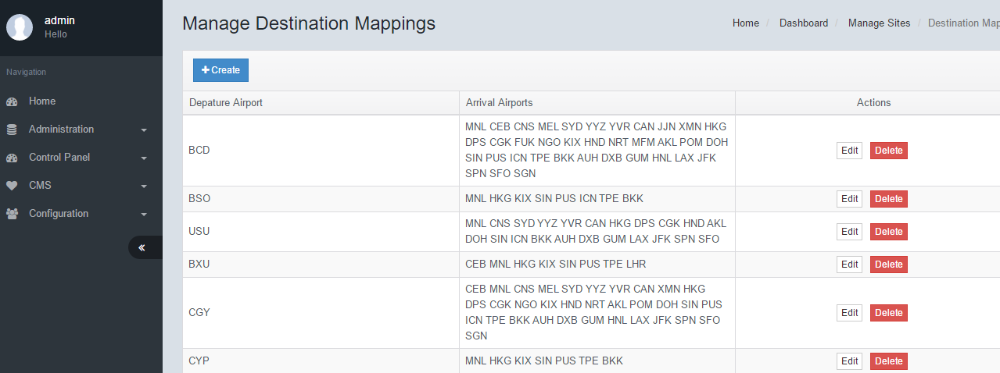 admin
Hello
Navigation
Home
Administration
Control Panel
CMS
Configuration
Manage Destination Mappings
Home / Dashboard / Manage Sites / Destination Map
Create
Depature Airport Arrival Airports Actions
BCD
MNL CEB CNS MEL SYD YYZ YVR CAN JJN XMN HKG
DPS CGK FUK NGO KIX HND NRT MFM AKL POM DOH
SIN PUS ICN TPE BKK AUH DXB GUM HNL LAX JFK
SPN SFO SGN
Edit Delete
BSO MNL HKG KIX SIN PUS ICN TPE BKK Edit Delete
USU
MNL CNS SYD YYZ YVR CAN HKG DPS CGK HND AKL
DOH SIN ICN BKK AUH DXB GUM LAX JFK SPN SFO
Edit Delete
BXU CEB MNL HKG KIX SIN PUS TPE LHR Edit Delete
CGY
CEB MNL CNS MEL SYD YYZ YVR CAN XMN HKG
DPS CGK NGO KIX HND NRT AKL POM DOH SIN PUS
ICN TPE BKK AUH DXB GUM HNL LAX JFK SPN SFO
SGN
Edit Delete
CYP MNL HKG KIX SIN PUS TPE BKK Edit Delete